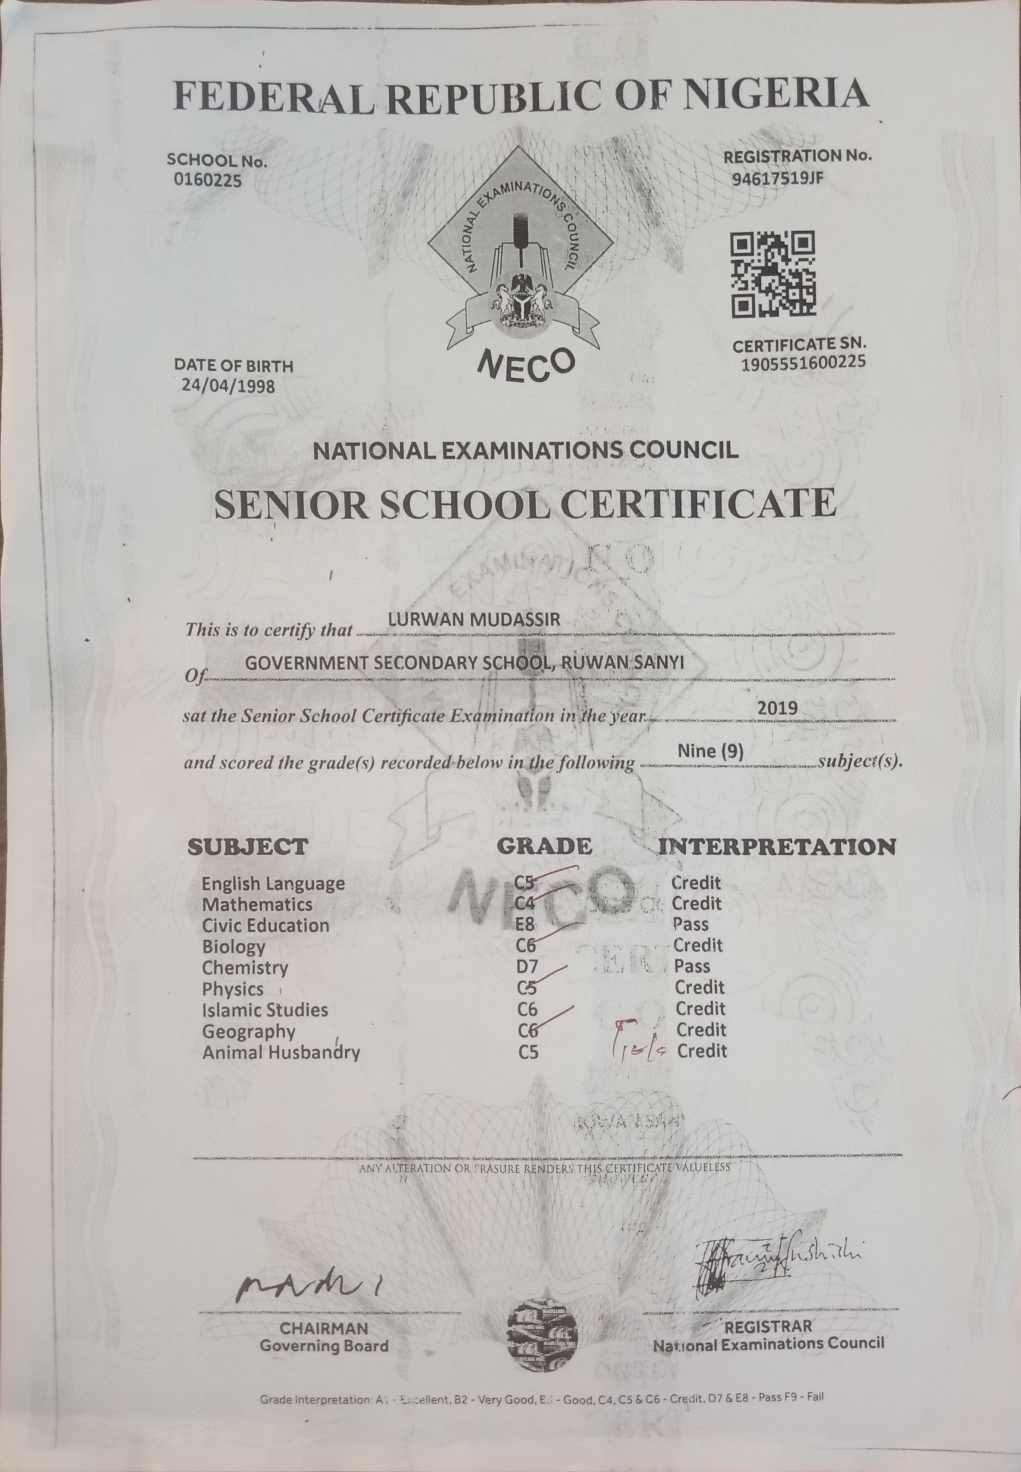 FEDERAL REPUBLIC OF NIGERIA
SCHOOL No.
0160225
REGISTRATION No.
94617519JF
NATIONAL EXAMINATIONS COUNCIL
NECO
CERTIFICATE SN.
1905551600225
DATE OF BIRTH
24/04/1998
NATIONAL EXAMINATIONS COUNCIL
SENIOR SCHOOL CERTIFICATE
This is to certify that LURWAN MUDASSIR
Of GOVERNMENT SECONDARY SCHOOL, RUWAN SANYI
sat the Senior School Certificate Examination in the year 2019
and scored the grade(s) recorded below in the following Nine (9) subject(s).
SUBJECT GRADE INTERPRETATION
English Language C5 Credit
Mathematics C4 Credit
Civic Education E8 Pass
Biology C6 Credit
Chemistry D7 Pass
Physics C5 Credit
Islamic Studies C6 Credit
Geography C6 Credit
Animal Husbandry C5 Credit
NECO
ANY ALTERATION OR ERASURE RENDERS THIS CERTIFICATE VALUELESS
CHAIRMAN
Governing Board
REGISTRAR
National Examinations Council
Grade Interpretation: A1 - Excellent, B2 - Very Good, B3 - Good, C4, C5 & C6 - Credit, D7 & E8 - Pass F9 - Fail